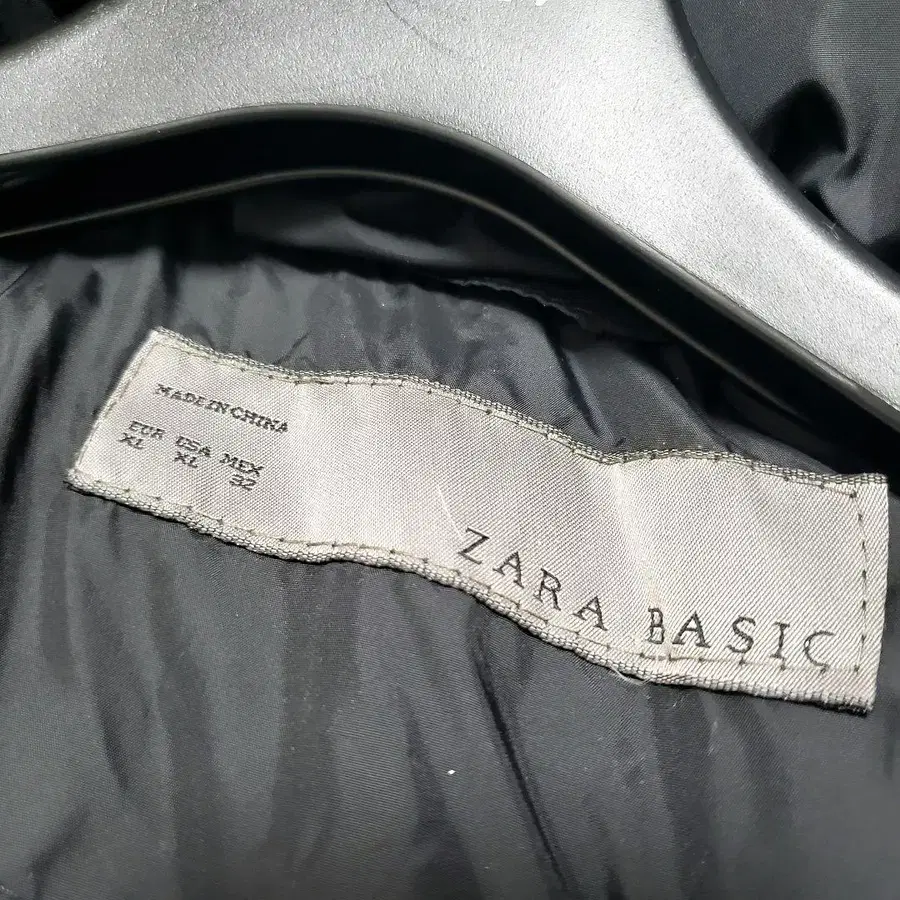 MADE IN CHINA
EUR USA MEX
XL XL 32
ZARA BASIC